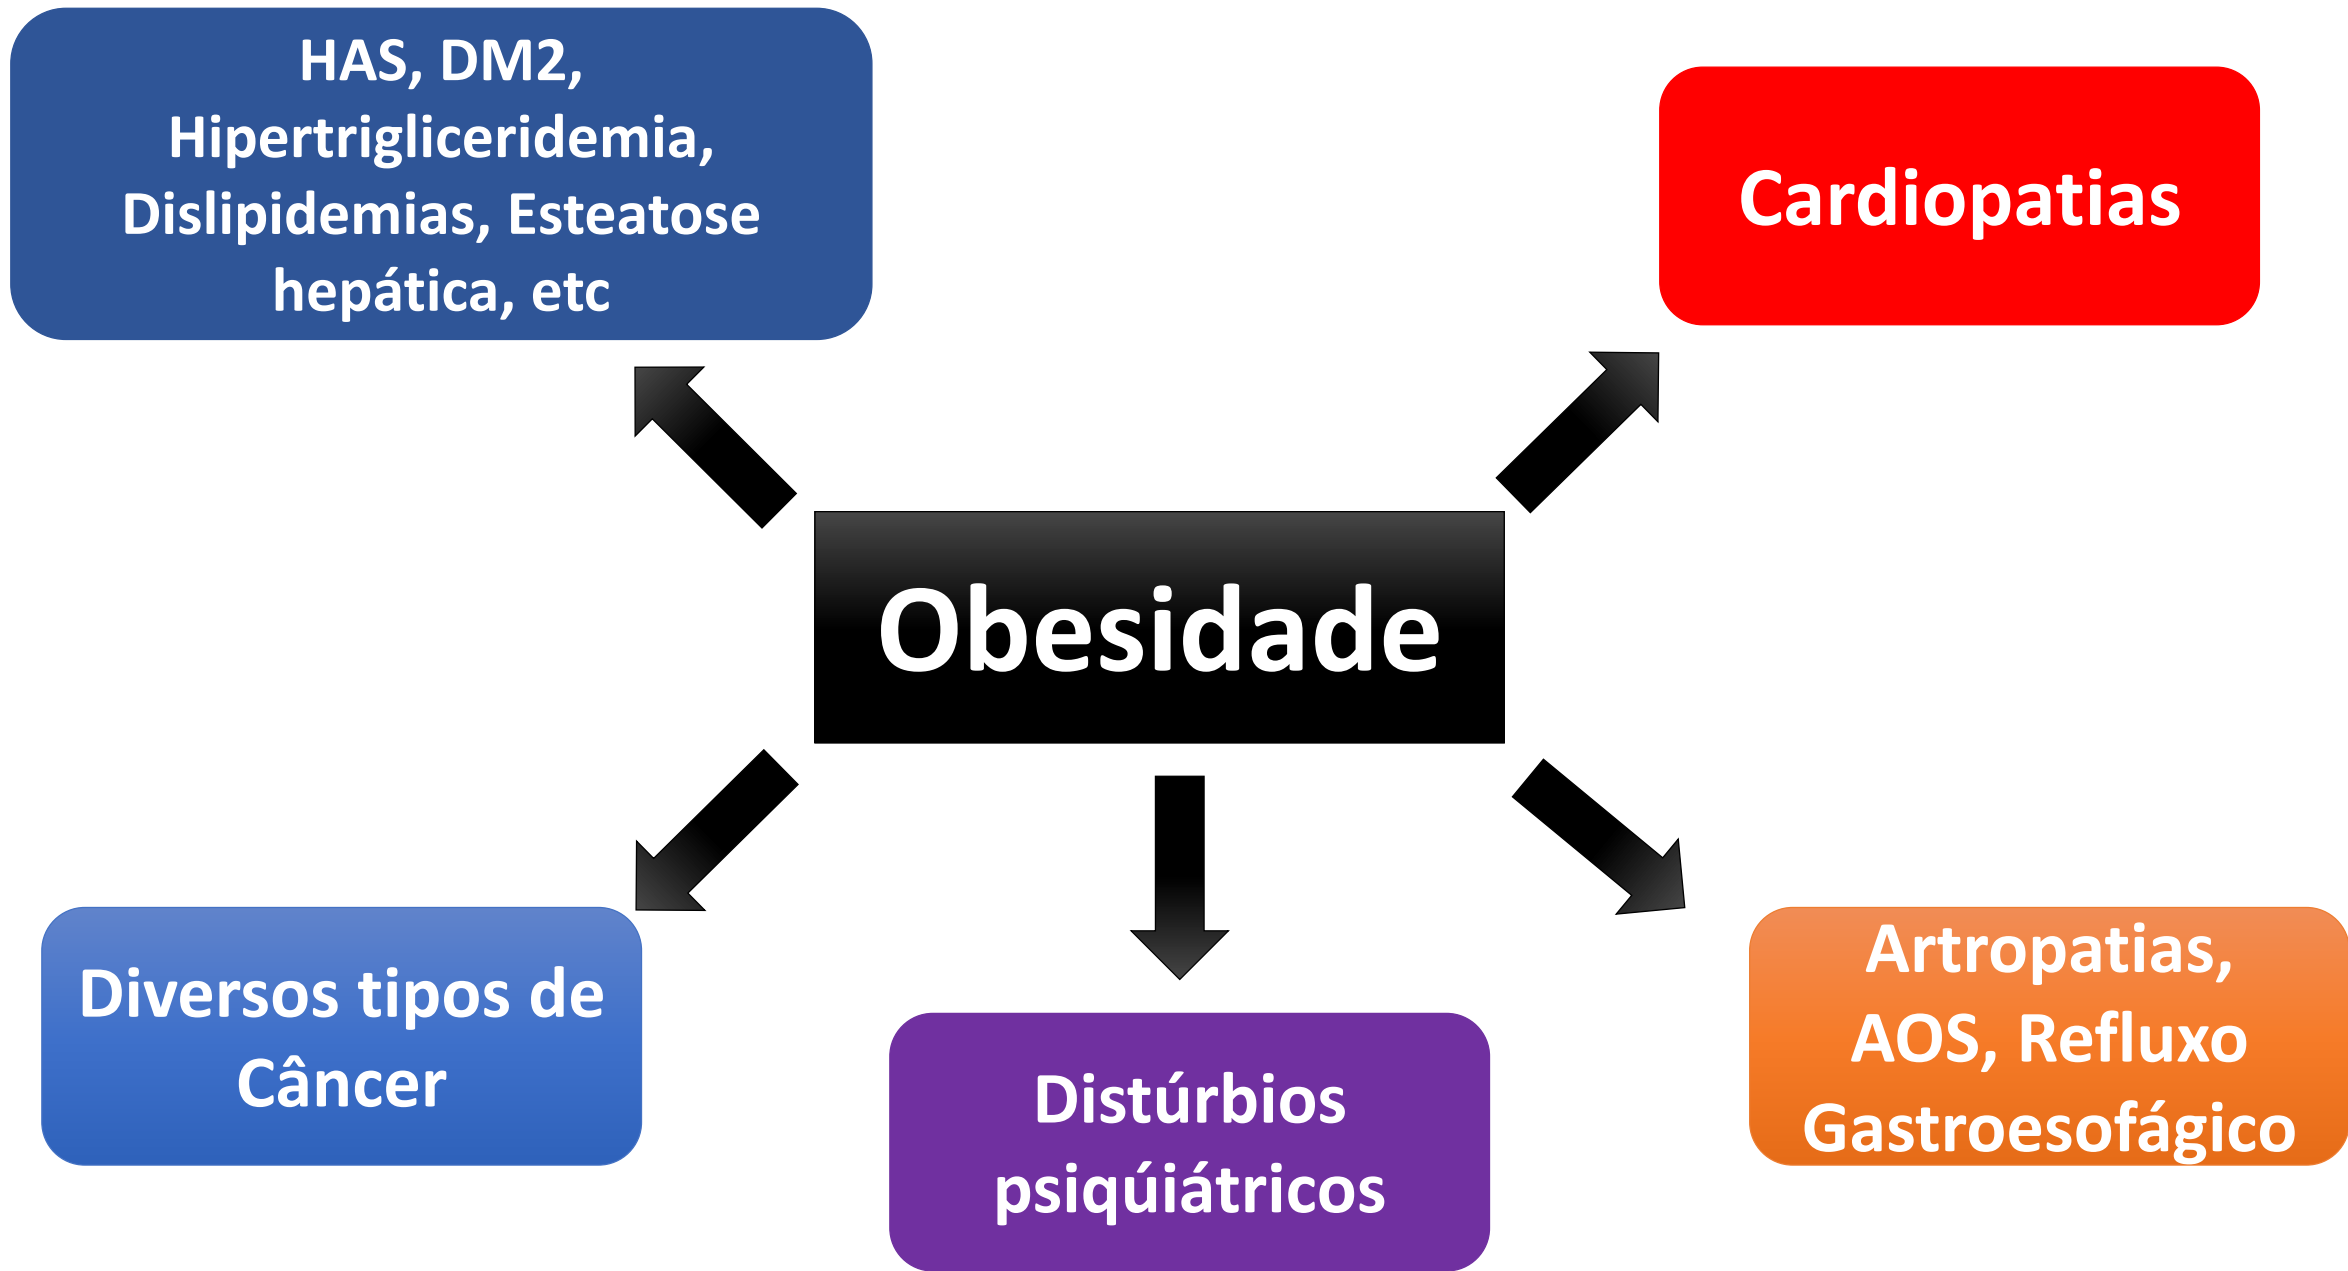 HAS, DM2,
Hipertrigliceridemia,
Dislipidemias, Esteatose
hepática, etc
Cardiopatias
Obesidade
Diversos tipos de
Câncer
Distúrbios
psiqúiátricos
Artropatias,
AOS, Refluxo
Gastroesofágico